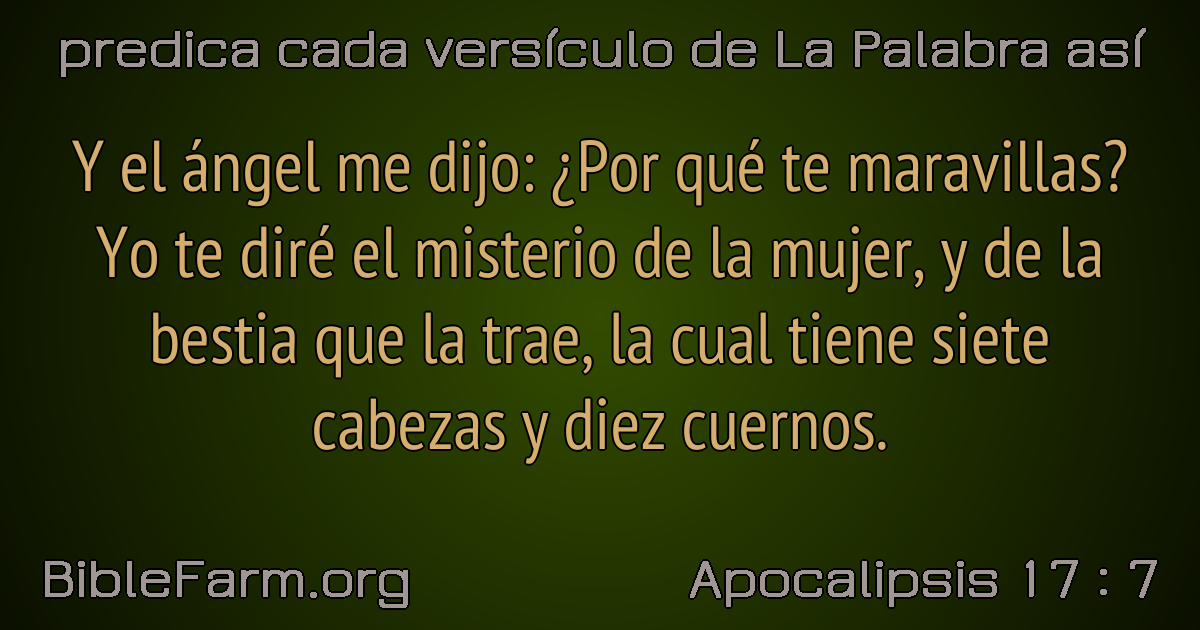 predica cada versículo de La Palabra así
Y el ángel me dijo: ¿Por qué te maravillas?
Yo te diré el misterio de la mujer, y de la
bestia que la trae, la cual tiene siete
cabezas y diez cuernos.
BibleFarm.org
Apocalipsis 17 : 7